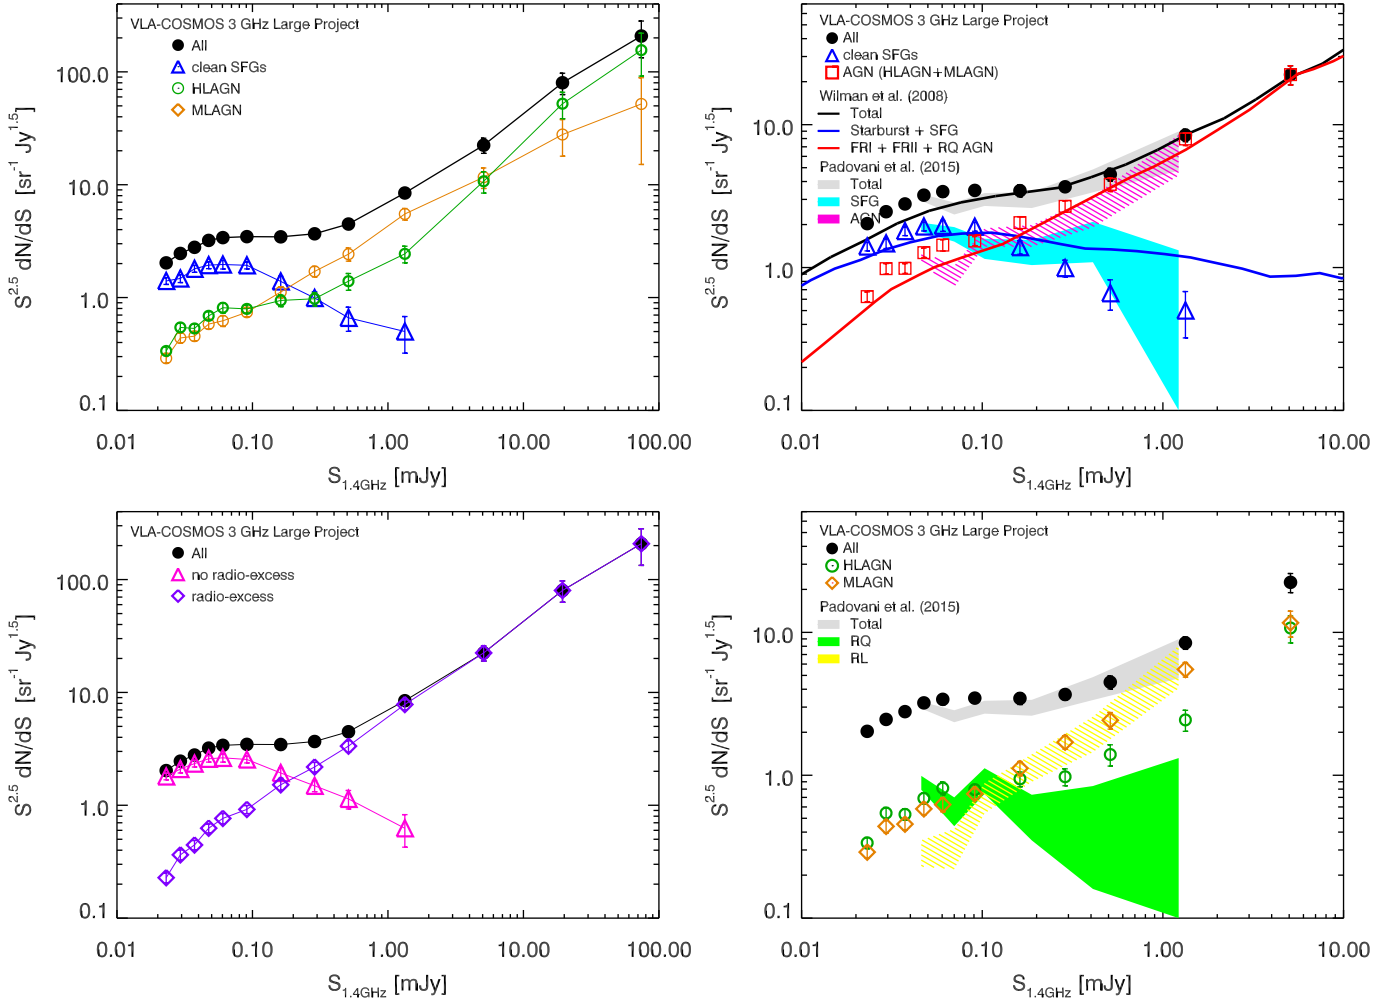 VLA-COSMOS 3 GHz Large Project
All
clean SFGs
HLAGN
MLAGN
100.0
10.0
1.0
0.1
S^2.5 dN/dS [sr^-1 Jy^1.5]
0.01
0.10
1.00
10.00
100.00
S_1.4GHz [mJy]
VLA-COSMOS 3 GHz Large Project
All
clean SFGs
AGN (HLAGN+MLAGN)
Wilman et al. (2008)
Total
Starburst + SFG
FRI + FRII + RQ AGN
Padovani et al. (2015)
Total
SFG
AGN
10.0
1.0
0.1
S^2.5 dN/dS [sr^-1 Jy^1.5]
0.01
0.10
1.00
10.00
S_1.4GHz [mJy]
VLA-COSMOS 3 GHz Large Project
All
no radio-excess
radio-excess
100.0
10.0
1.0
0.1
S^2.5 dN/dS [sr^-1 Jy^1.5]
0.01
0.10
1.00
10.00
100.00
S_1.4GHz [mJy]
VLA-COSMOS 3 GHz Large Project
All
HLAGN
MLAGN
Padovani et al. (2015)
Total
RQ
RL
10.0
1.0
0.1
S^2.5 dN/dS [sr^-1 Jy^1.5]
0.01
0.10
1.00
10.00
S_1.4GHz [mJy]